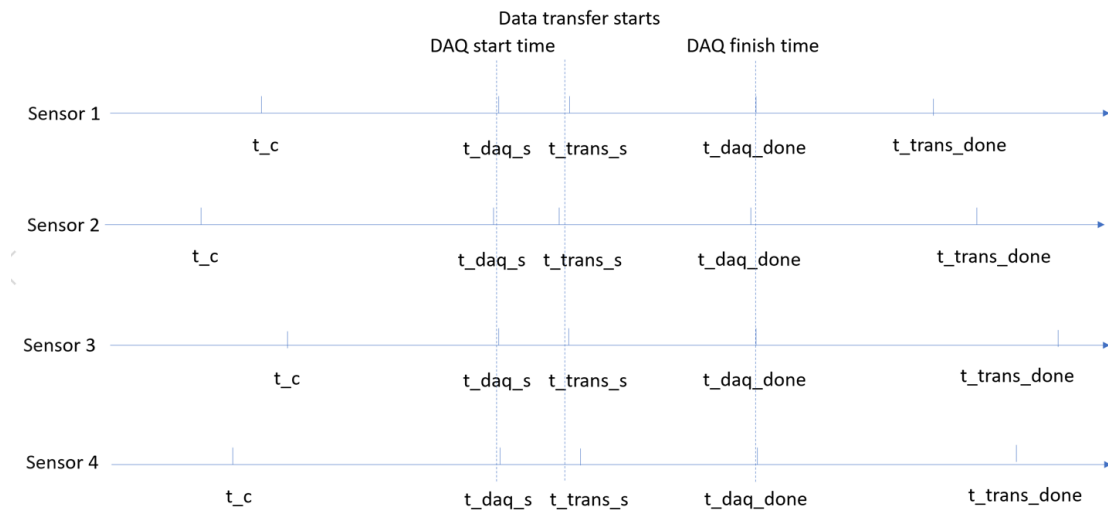 Data transfer starts
DAQ start time DAQ finish time
Sensor 1
t_c t_daq_s t_trans_s t_daq_done t_trans_done
Sensor 2
t_c t_daq_s t_trans_s t_daq_done t_trans_done
Sensor 3
t_c t_daq_s t_trans_s t_daq_done t_trans_done
Sensor 4
t_c t_daq_s t_trans_s t_daq_done t_trans_done